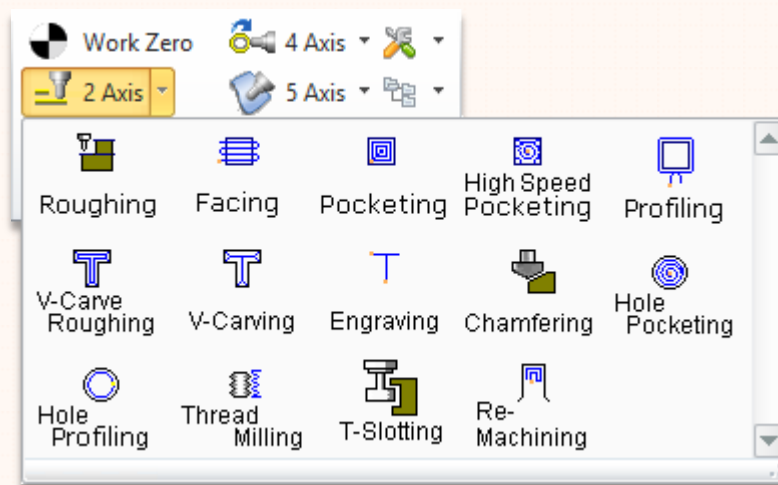 Work Zero 4 Axis
2 Axis 5 Axis
Roughing Facing Pocketing High Speed Pocketing Profiling
V-Carve Roughing V-Carving Engraving Chamfering Hole Pocketing
Hole Profiling Thread Milling T-Slotting Re-Machining